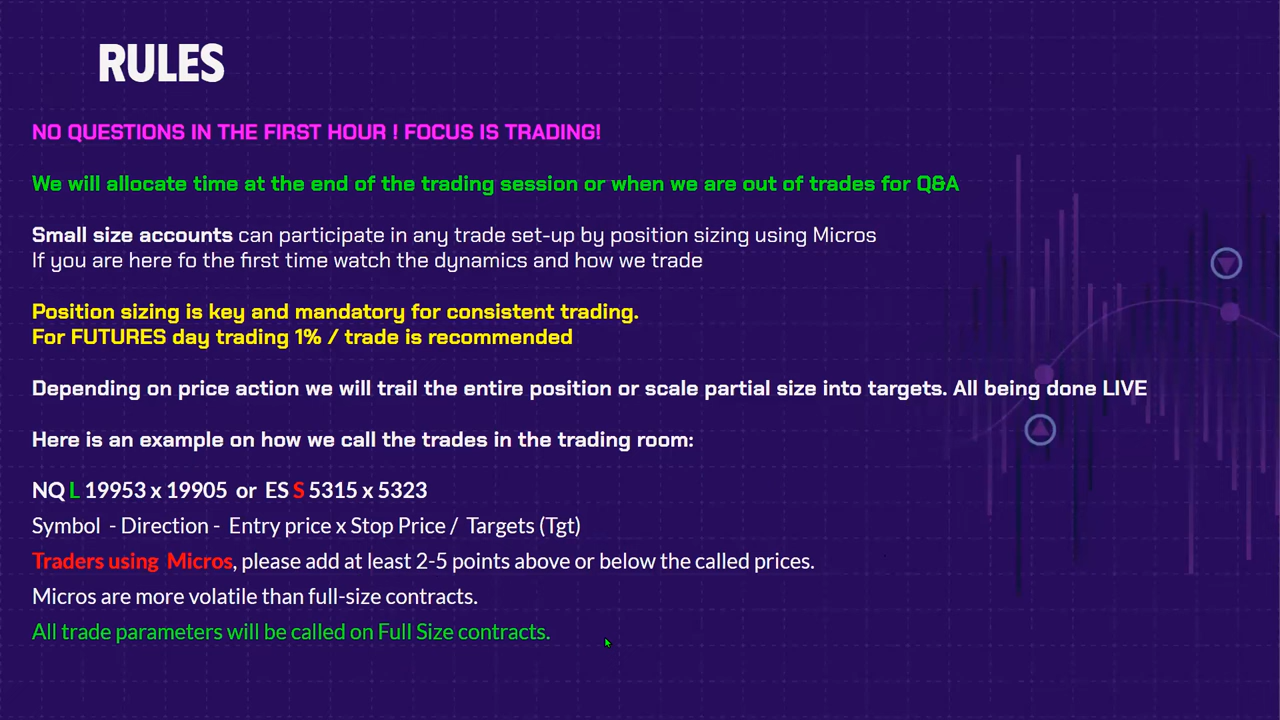 RULES
NO QUESTIONS IN THE FIRST HOUR ! FOCUS IS TRADING!
We will allocate time at the end of the trading session or when we are out of trades for Q&A
Small size accounts can participate in any trade set-up by position sizing using Micros
If you are here fo the first time watch the dynamics and how we trade
Position sizing is key and mandatory for consistent trading.
For FUTURES day trading 1% / trade is recommended
Depending on price action we will trail the entire position or scale partial size into targets. All being done LIVE
Here is an example on how we call the trades in the trading room:
NQ L 19953 x 19905 or ES S 5315 x 5323
Symbol - Direction - Entry price x Stop Price / Targets (Tgt)
Traders using Micros, please add at least 2-5 points above or below the called prices.
Micros are more volatile than full-size contracts.
All trade parameters will be called on Full Size contracts.